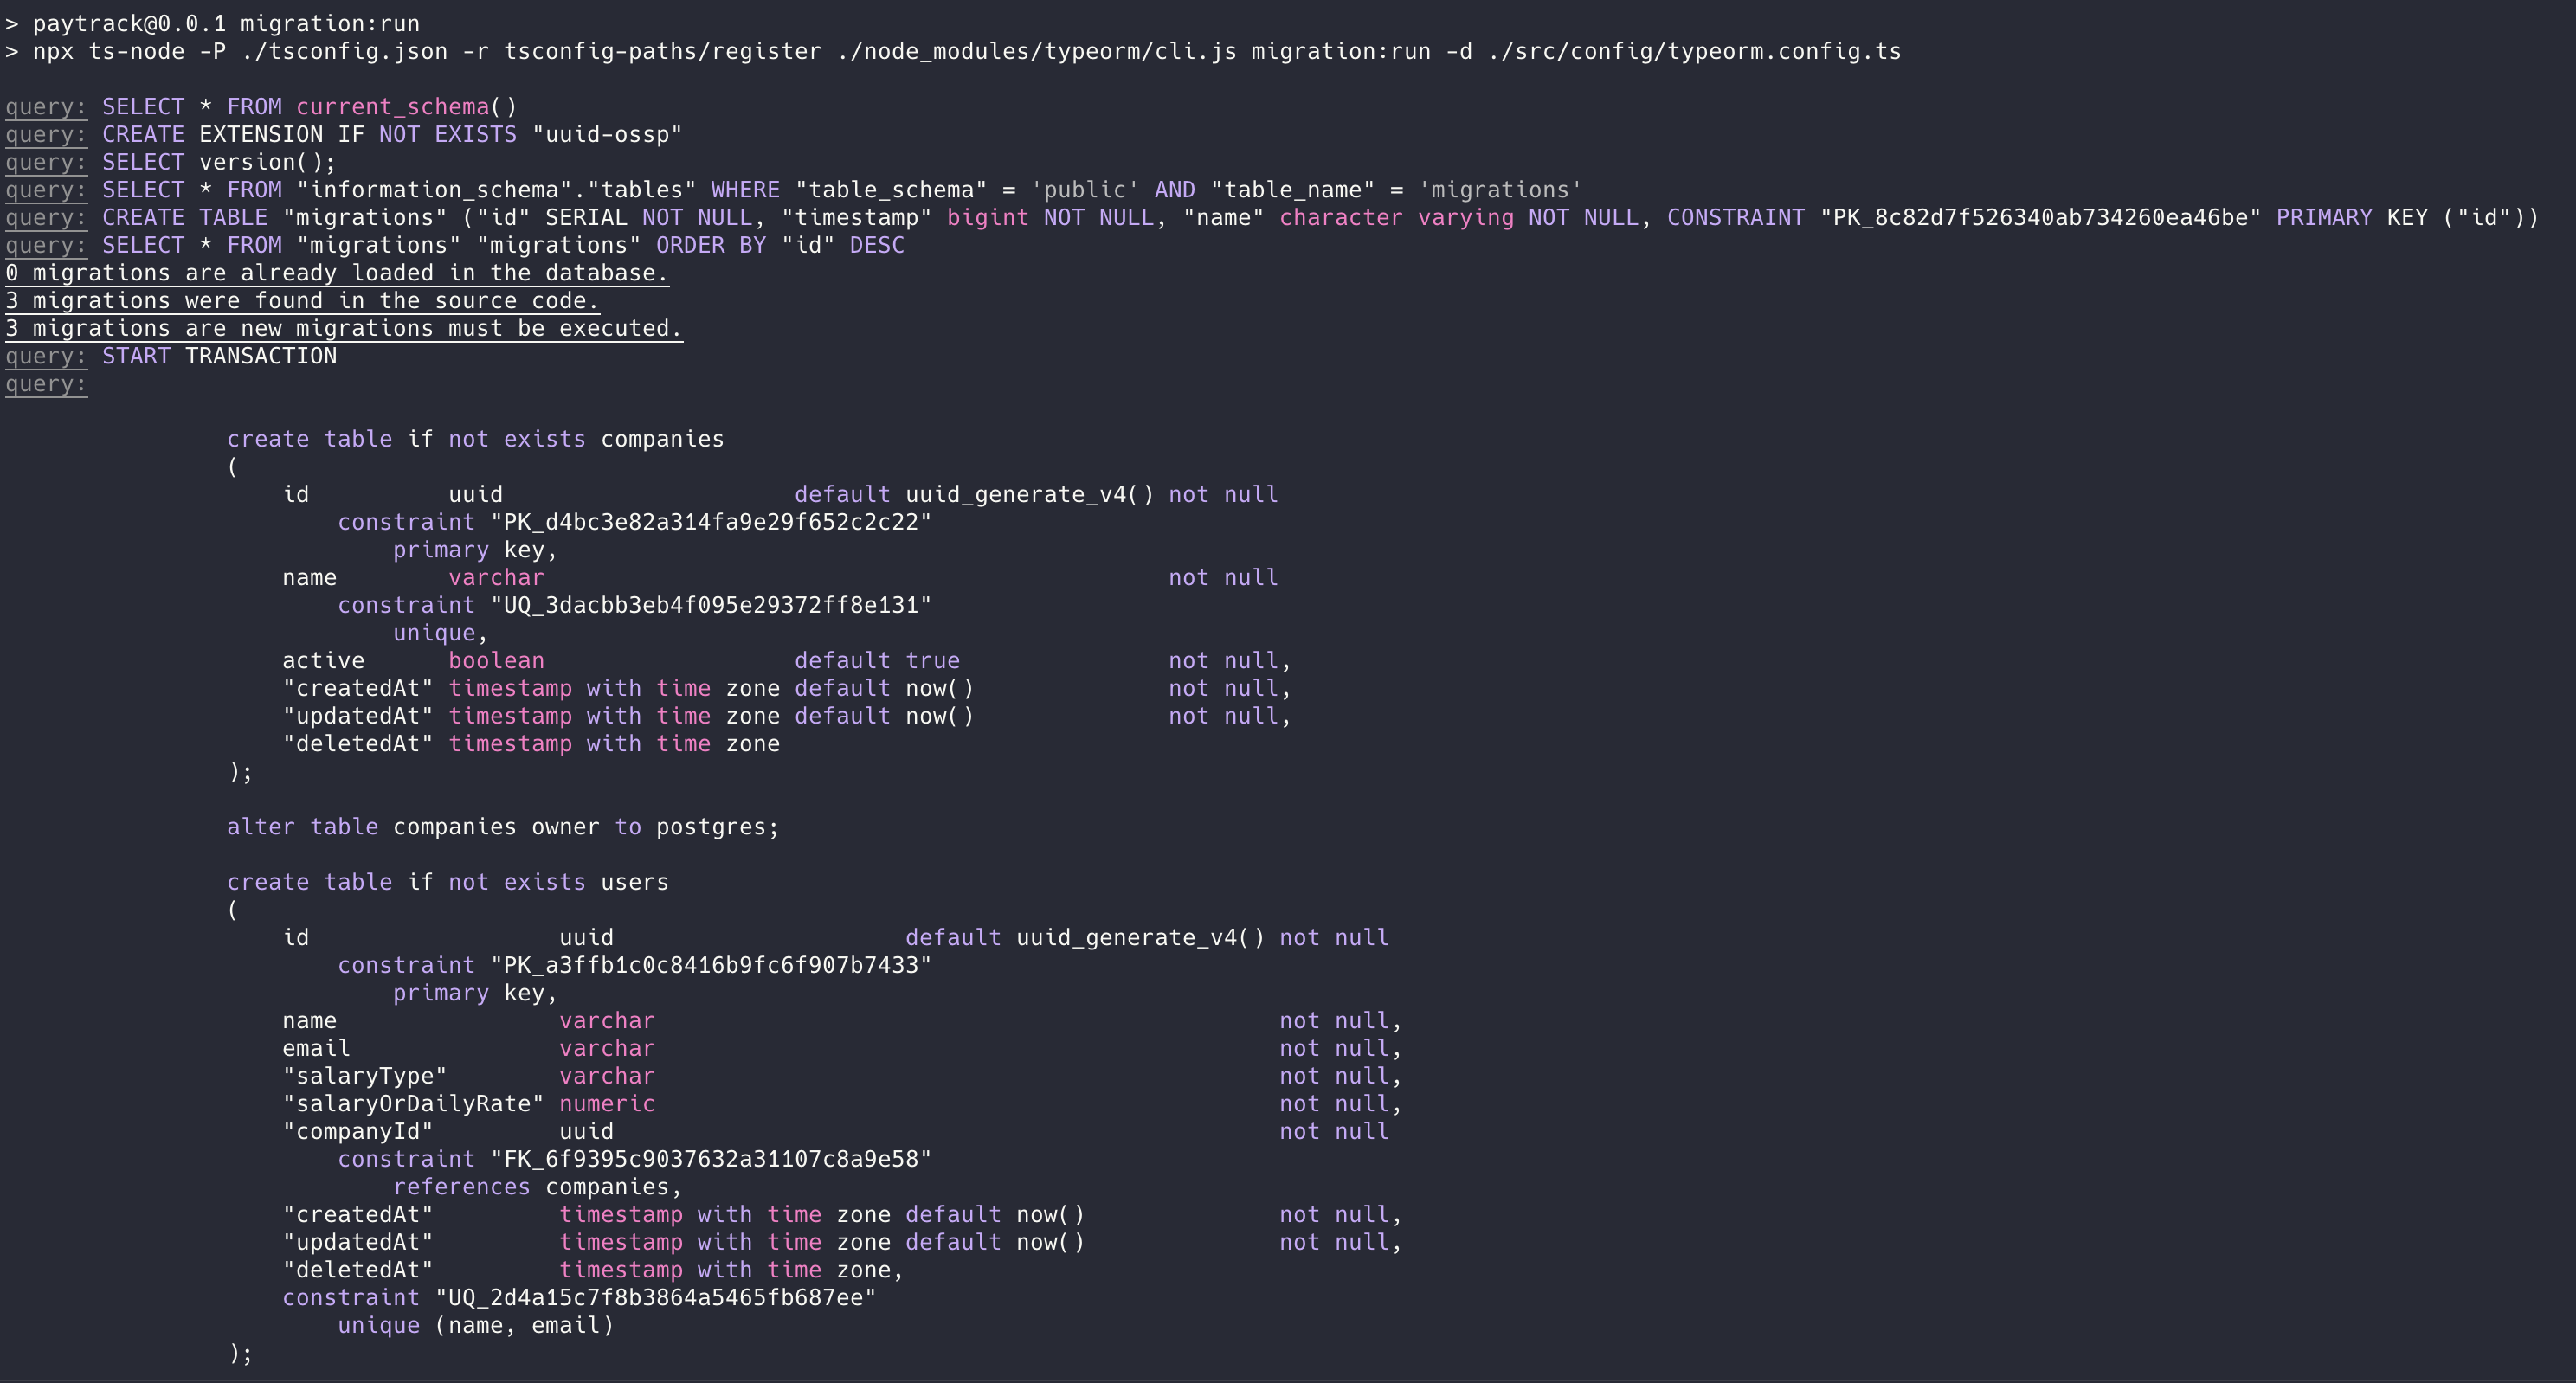 > paytrack@0.0.1 migration:run
> npx ts-node -P ./tsconfig.json -r tsconfig-paths/register ./node_modules/typeorm/cli.js migration:run -d ./src/config/typeorm.config.ts
query: SELECT * FROM current_schema()
query: CREATE EXTENSION IF NOT EXISTS "uuid-ossp"
query: SELECT version();
query: SELECT * FROM "information_schema"."tables" WHERE "table_schema" = 'public' AND "table_name" = 'migrations'
query: CREATE TABLE "migrations" ("id" SERIAL NOT NULL, "timestamp" bigint NOT NULL, "name" character varying NOT NULL, CONSTRAINT "PK_8c82d7f526340ab734260ea46be" PRIMARY KEY ("id"))
query: SELECT * FROM "migrations" "migrations" ORDER BY "id" DESC
0 migrations are already loaded in the database.
3 migrations were found in the source code.
3 migrations are new migrations must be executed.
query: START TRANSACTION
query:
create table if not exists companies
(
id uuid default uuid_generate_v4() not null
constraint "PK_d4bc3e82a314fa9e29f652c2c22"
primary key,
name varchar not null
constraint "UQ_3dacbb3eb4f095e29372ff8e131"
unique,
active boolean default true not null,
"createdAt" timestamp with time zone default now() not null,
"updatedAt" timestamp with time zone default now() not null,
"deletedAt" timestamp with time zone
);
alter table companies owner to postgres;
create table if not exists users
(
id uuid default uuid_generate_v4() not null
constraint "PK_a3ffb1c0c8416b9fc6f907b7433"
primary key,
name varchar not null,
email varchar not null,
"salaryType" varchar not null,
"salaryOrDailyRate" numeric not null,
"companyId" uuid not null
constraint "FK_6f9395c9037632a31107c8a9e58"
references companies,
"createdAt" timestamp with time zone default now() not null,
"updatedAt" timestamp with time zone default now() not null,
"deletedAt" timestamp with time zone,
constraint "UQ_2d4a15c7f8b3864a5465fb687ee"
unique (name, email)
);